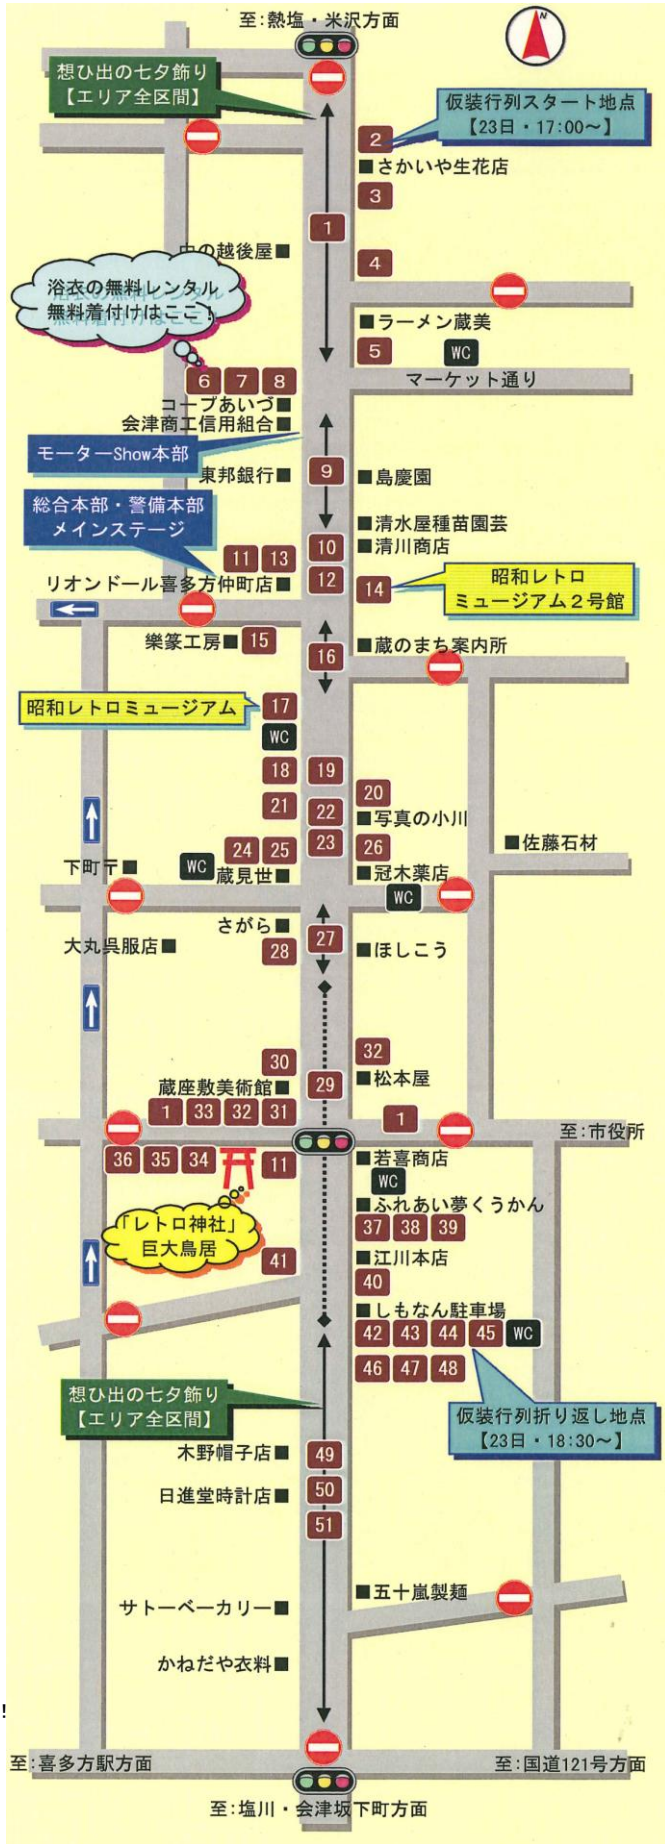 至:熱塩・米沢方面
N
想ひ出の七夕飾り
【エリア全区間】
仮装行列スタート地点
【23日・17:00～】
2
■さかいや生花店
3
1
の越後屋■
4
浴衣の無料レンタル
無料着付けはここ！
■ラーメン蔵美
5
WC
6 7 8
マーケット通り
コープあいづ■
会津商工信用組合■
モーターShow本部
東邦銀行■
9
■島慶園
総合本部・警備本部
メインステージ
■清水屋種苗園芸
10
■清川商店
11 13
リオンドール喜多方仲町店■
12
14
昭和レトロ
ミュージアム２号館
樂篆工房■
15
16
■蔵のまち案内所
昭和レトロミュージアム
17
WC
18
19
20
21
22
■写真の小川
23
24 25
26
■佐藤石材
下町〒■
WC
蔵見世■
■冠木薬店
WC
さがら■
27
大丸呉服店■
28
■ほしこう
30
32
蔵座敷美術館■
29
■松本屋
1 33 32 31
1
至:市役所
36 35 34
11
■若喜商店
WC
「レトロ神社」
巨大鳥居
■ふれあい夢くうかん
37 38 39
41
■江川本店
40
■しもなん駐車場
42 43 44 45 WC
46 47 48
想ひ出の七夕飾り
【エリア全区間】
仮装行列折り返し地点
【23日・18:30～】
木野帽子店■
49
日進堂時計店■
50
51
■五十嵐製麺
サトーベーカリー■
かねだや衣料■
!
至:喜多方駅方面
至:国道121号方面
至:塩川・会津坂下町方面